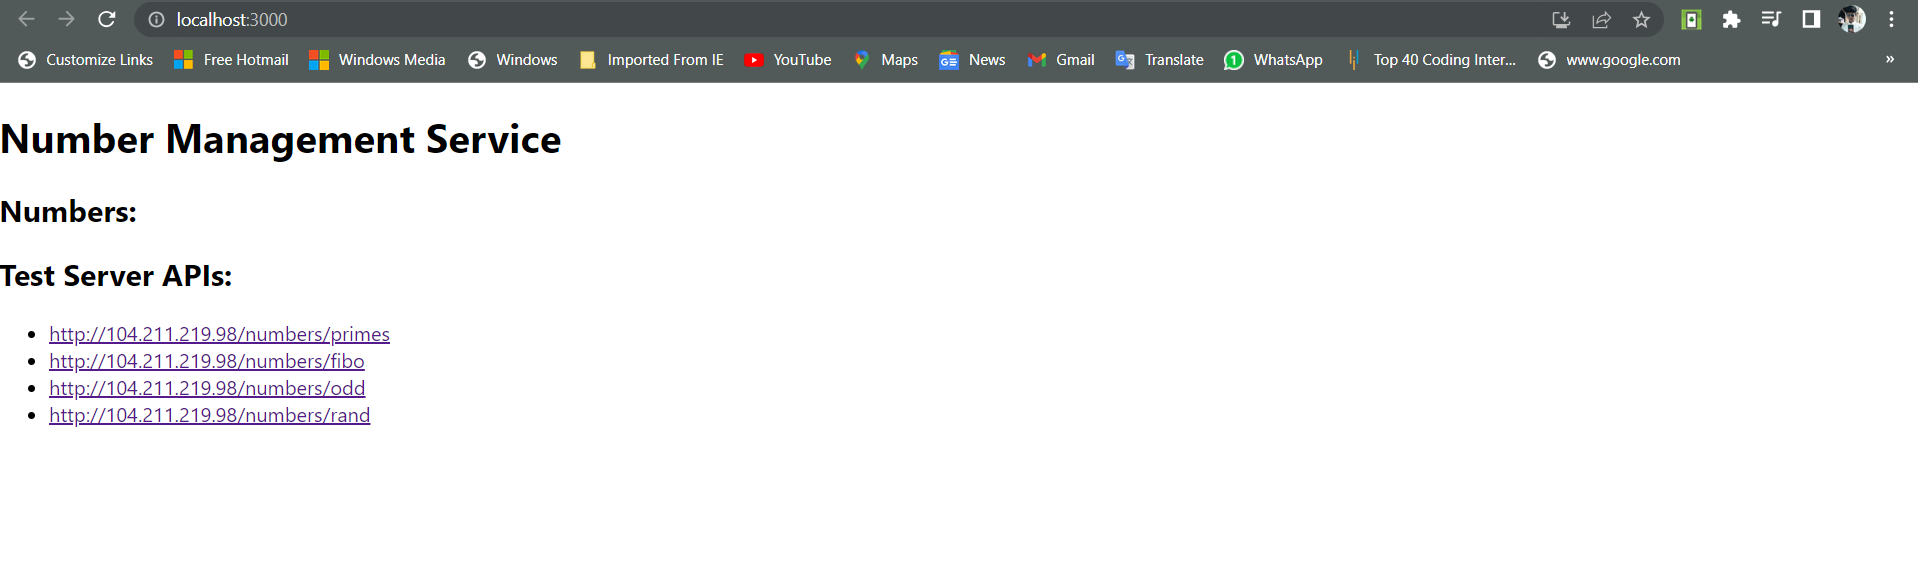 localhost:3000
Customize Links Free Hotmail Windows Media Windows Imported From IE YouTube Maps News Gmail Translate 1 WhatsApp Top 40 Coding Inter... www.google.com »
Number Management Service
Numbers:
Test Server APIs:
• http://104.211.219.98/numbers/primes
• http://104.211.219.98/numbers/fibo
• http://104.211.219.98/numbers/odd
• http://104.211.219.98/numbers/rand